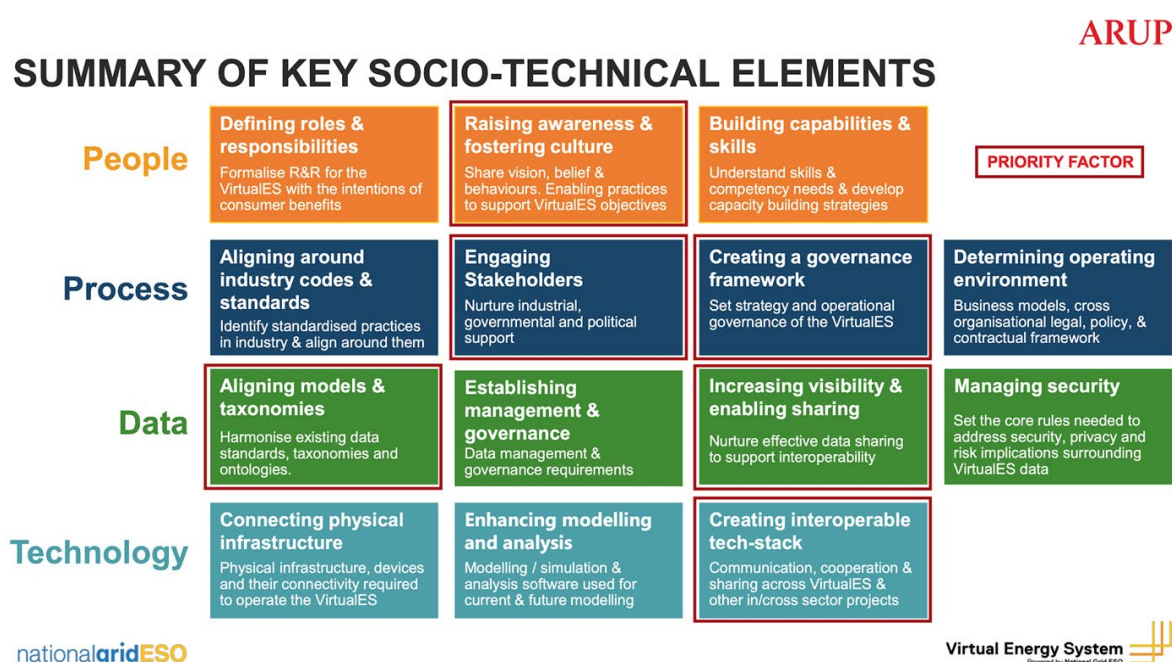 ARUP
SUMMARY OF KEY SOCIO-TECHNICAL ELEMENTS
People
Defining roles &
responsibilities
Formalise R&R for the
VirtualES with the intentions of
consumer benefits
Raising awareness &
fostering culture
Share vision, belief &
behaviours. Enabling practices
to support VirtualES objectives
Building capabilities &
skills
Understand skills &
competency needs & develop
capacity building strategies
PRIORITY FACTOR
Process
Aligning around
industry codes &
standards
Identify standardised practices
in industry & align around them
Engaging
Stakeholders
Nurture industrial,
governmental and political
support
Creating a governance
framework
Set strategy and operational
governance of the VirtualES
Determining operating
environment
Business models, cross
organisational legal, policy, &
contractual framework
Data
Aligning models &
taxonomies
Harmonise existing data
standards, taxonomies and
ontologies.
Establishing
management &
governance
Data management &
governance requirements
Increasing visibility &
enabling sharing
Nurture effective data sharing
to support interoperability
Managing security
Set the core rules needed to
address security, privacy and
risk implications surrounding
VirtualES data
Technology
Connecting physical
infrastructure
Physical infrastructure, devices
and their connectivity required
to operate the VirtualES
Enhancing modelling
and analysis
Modelling / simulation &
analysis software used for
current & future modelling
Creating interoperable
tech-stack
Communication, cooperation &
sharing across VirtualES &
other in/cross sector projects
nationalgridESO
Virtual Energy System
Powered by National Grid ESO